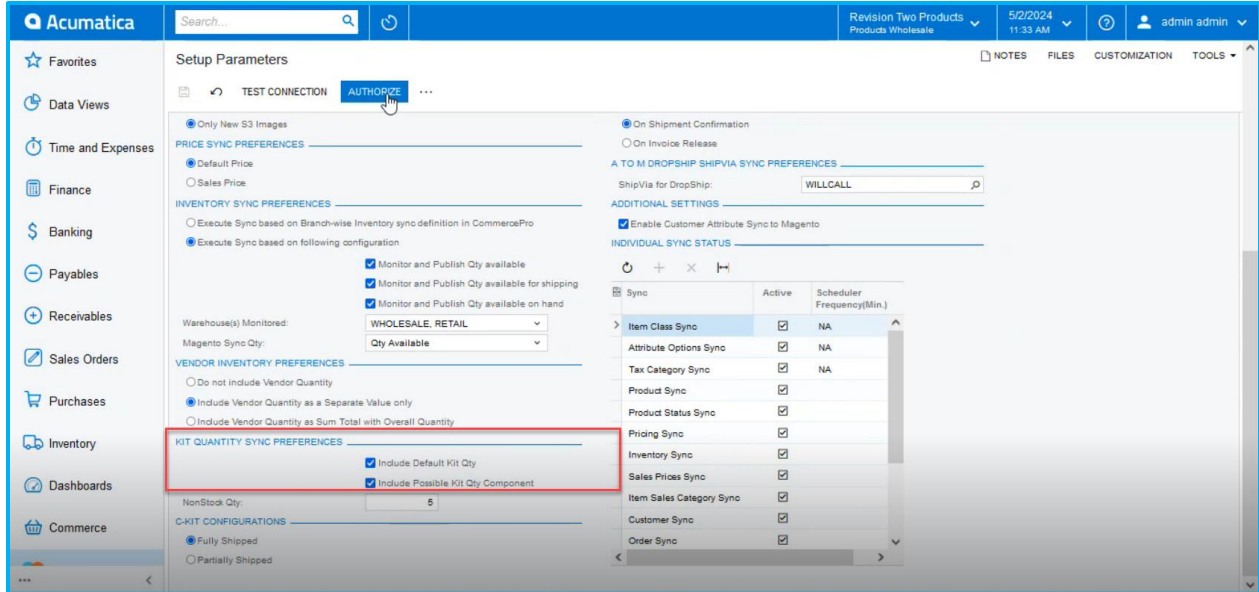 Acumatica
Search...
Revision Two Products
Products Wholesale
5/2/2024
11:33 AM
admin admin
Favorites
Data Views
Time and Expenses
Finance
Banking
Payables
Receivables
Sales Orders
Purchases
Inventory
Dashboards
Commerce
Setup Parameters
NOTES FILES CUSTOMIZATION TOOLS
TEST CONNECTION AUTHORIZE ...
Only New S3 Images
PRICE SYNC PREFERENCES
Default Price
Sales Price
INVENTORY SYNC PREFERENCES
Execute Sync based on Branch-wise Inventory sync definition in CommercePro
Execute Sync based on following configuration
Monitor and Publish Qty available
Monitor and Publish Qty available for shipping
Monitor and Publish Qty available on hand
Warehouse(s) Monitored: WHOLESALE, RETAIL
Magento Sync Qty: Qty Available
VENDOR INVENTORY PREFERENCES
Do not include Vendor Quantity
Include Vendor Quantity as a Separate Value only
Include Vendor Quantity as Sum Total with Overall Quantity
KIT QUANTITY SYNC PREFERENCES
Include Default Kit Qty
Include Possible Kit Qty Component
NonStock Qty: 5
C-KIT CONFIGURATIONS
Fully Shipped
Partially Shipped
On Shipment Confirmation
On Invoice Release
A TO M DROPSHIP SHIPVIA SYNC PREFERENCES
ShipVia for DropShip: WILLCALL
ADDITIONAL SETTINGS
Enable Customer Attribute Sync to Magento
INDIVIDUAL SYNC STATUS
Sync Active Scheduler
Frequency(Min.)
Item Class Sync NA
Attribute Options Sync NA
Tax Category Sync NA
Product Sync
Product Status Sync
Pricing Sync
Inventory Sync
Sales Prices Sync
Item Sales Category Sync
Customer Sync
Order Sync